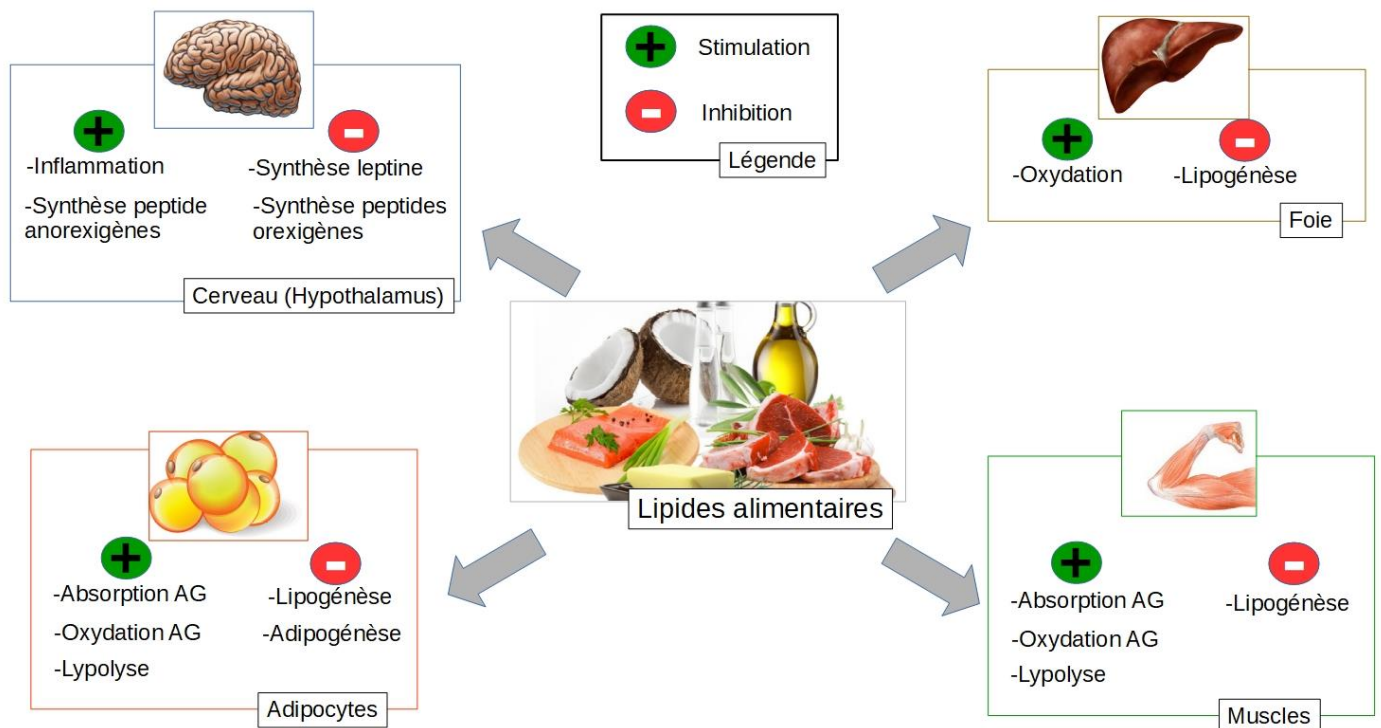 -Inflammation
-Synthèse peptide
anorexigènes
-Synthèse leptine
-Synthèse peptides
orexigènes
Cerveau (Hypothalamus)
Stimulation
Inhibition
Légende
-Oxydation
-Lipogénèse
Foie
Lipides alimentaires
-Absorption AG
-Oxydation AG
-Lypolyse
-Lipogénèse
-Adipogénèse
Adipocytes
-Absorption AG
-Oxydation AG
-Lypolyse
-Lipogénèse
Muscles